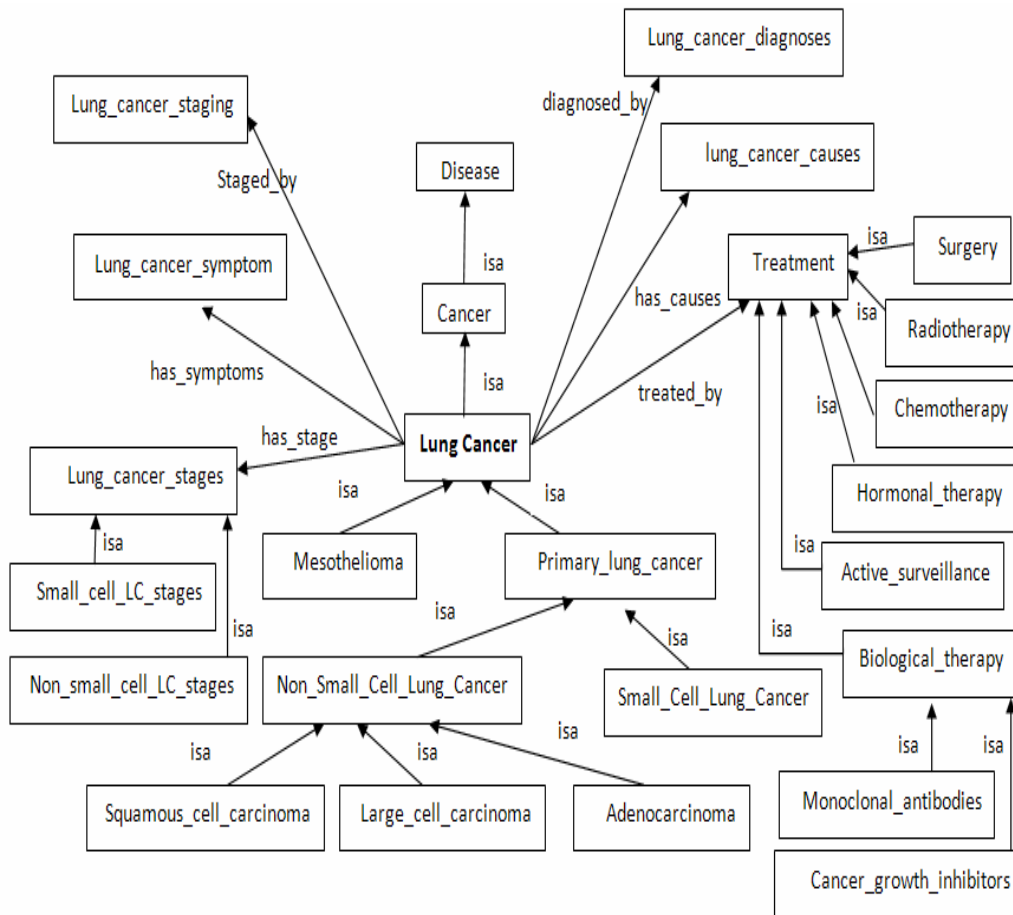 Lung_cancer_diagnoses
Lung_cancer_staging
diagnosed_by
lung_cancer_causes
Disease
Staged_by
isa
Surgery
Lung_cancer_symptom
Treatment
isa
Cancer
has_causes
isa
Radiotherapy
has_symptoms
isa
treated_by
Chemotherapy
has_stage
Lung Cancer
isa
Lung_cancer_stages
isa
isa
Hormonal_therapy
isa
Mesothelioma
Primary_lung_cancer
isa
Active_surveillance
Small_cell_LC_stages
isa
isa
isa
isa
Biological_therapy
Non_small_cell_LC_stages
Non_Small_Cell_Lung_Cancer
Small_Cell_Lung_Cancer
isa
isa
isa
isa
isa
Squamous_cell_carcinoma
Large_cell_carcinoma
Adenocarcinoma
Monoclonal_antibodies
Cancer_growth_inhibitors